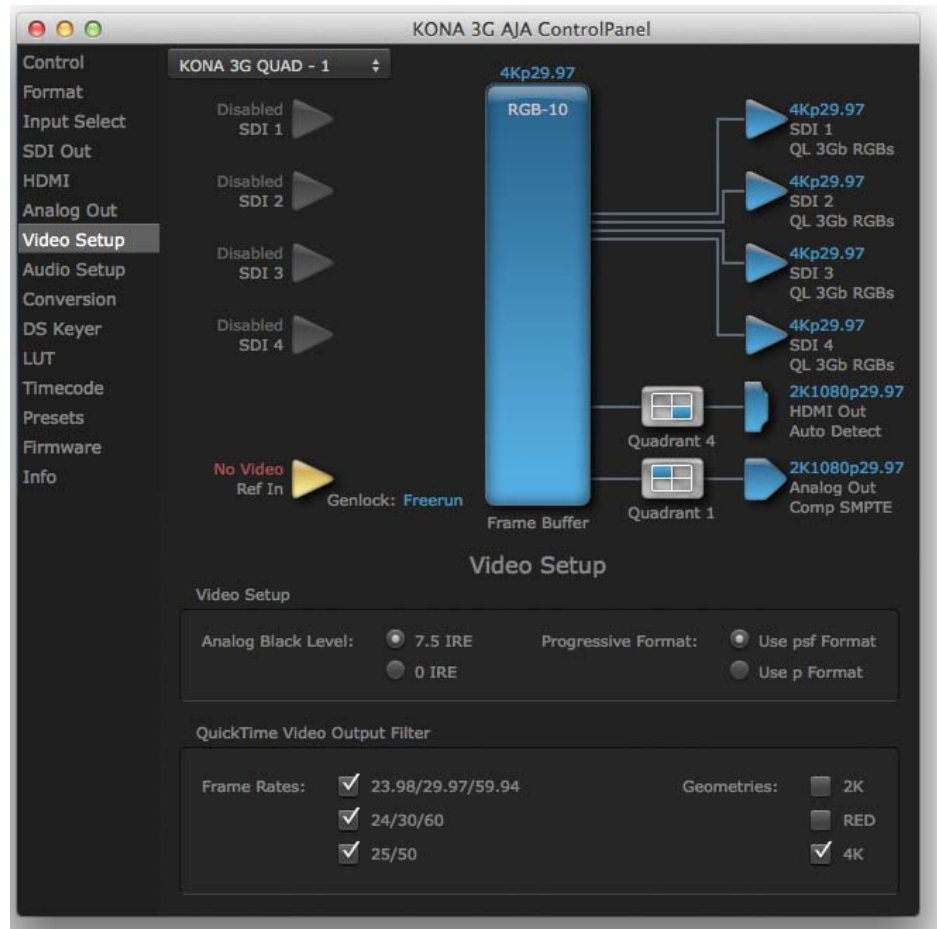 KONA 3G AJA ControlPanel
Control
Format
Input Select
SDI Out
HDMI
Analog Out
Video Setup
Audio Setup
Conversion
DS Keyer
LUT
Timecode
Presets
Firmware
Info
KONA 3G QUAD - 1
4Kp29.97
RGB-10
Disabled
SDI 1
Disabled
SDI 2
Disabled
SDI 3
Disabled
SDI 4
No Video
Ref In
Genlock: Freerun
Frame Buffer
4Kp29.97
SDI 1
QL 3Gb RGBs
4Kp29.97
SDI 2
QL 3Gb RGBs
4Kp29.97
SDI 3
QL 3Gb RGBs
4Kp29.97
SDI 4
QL 3Gb RGBs
Quadrant 4
2K1080p29.97
HDMI Out
Auto Detect
Quadrant 1
2K1080p29.97
Analog Out
Comp SMPTE
Video Setup
Video Setup
Analog Black Level: 7.5 IRE Progressive Format: Use psf Format
0 IRE Use p Format
QuickTime Video Output Filter
Frame Rates: 23.98/29.97/59.94 Geometries: 2K
24/30/60 RED
25/50 4K